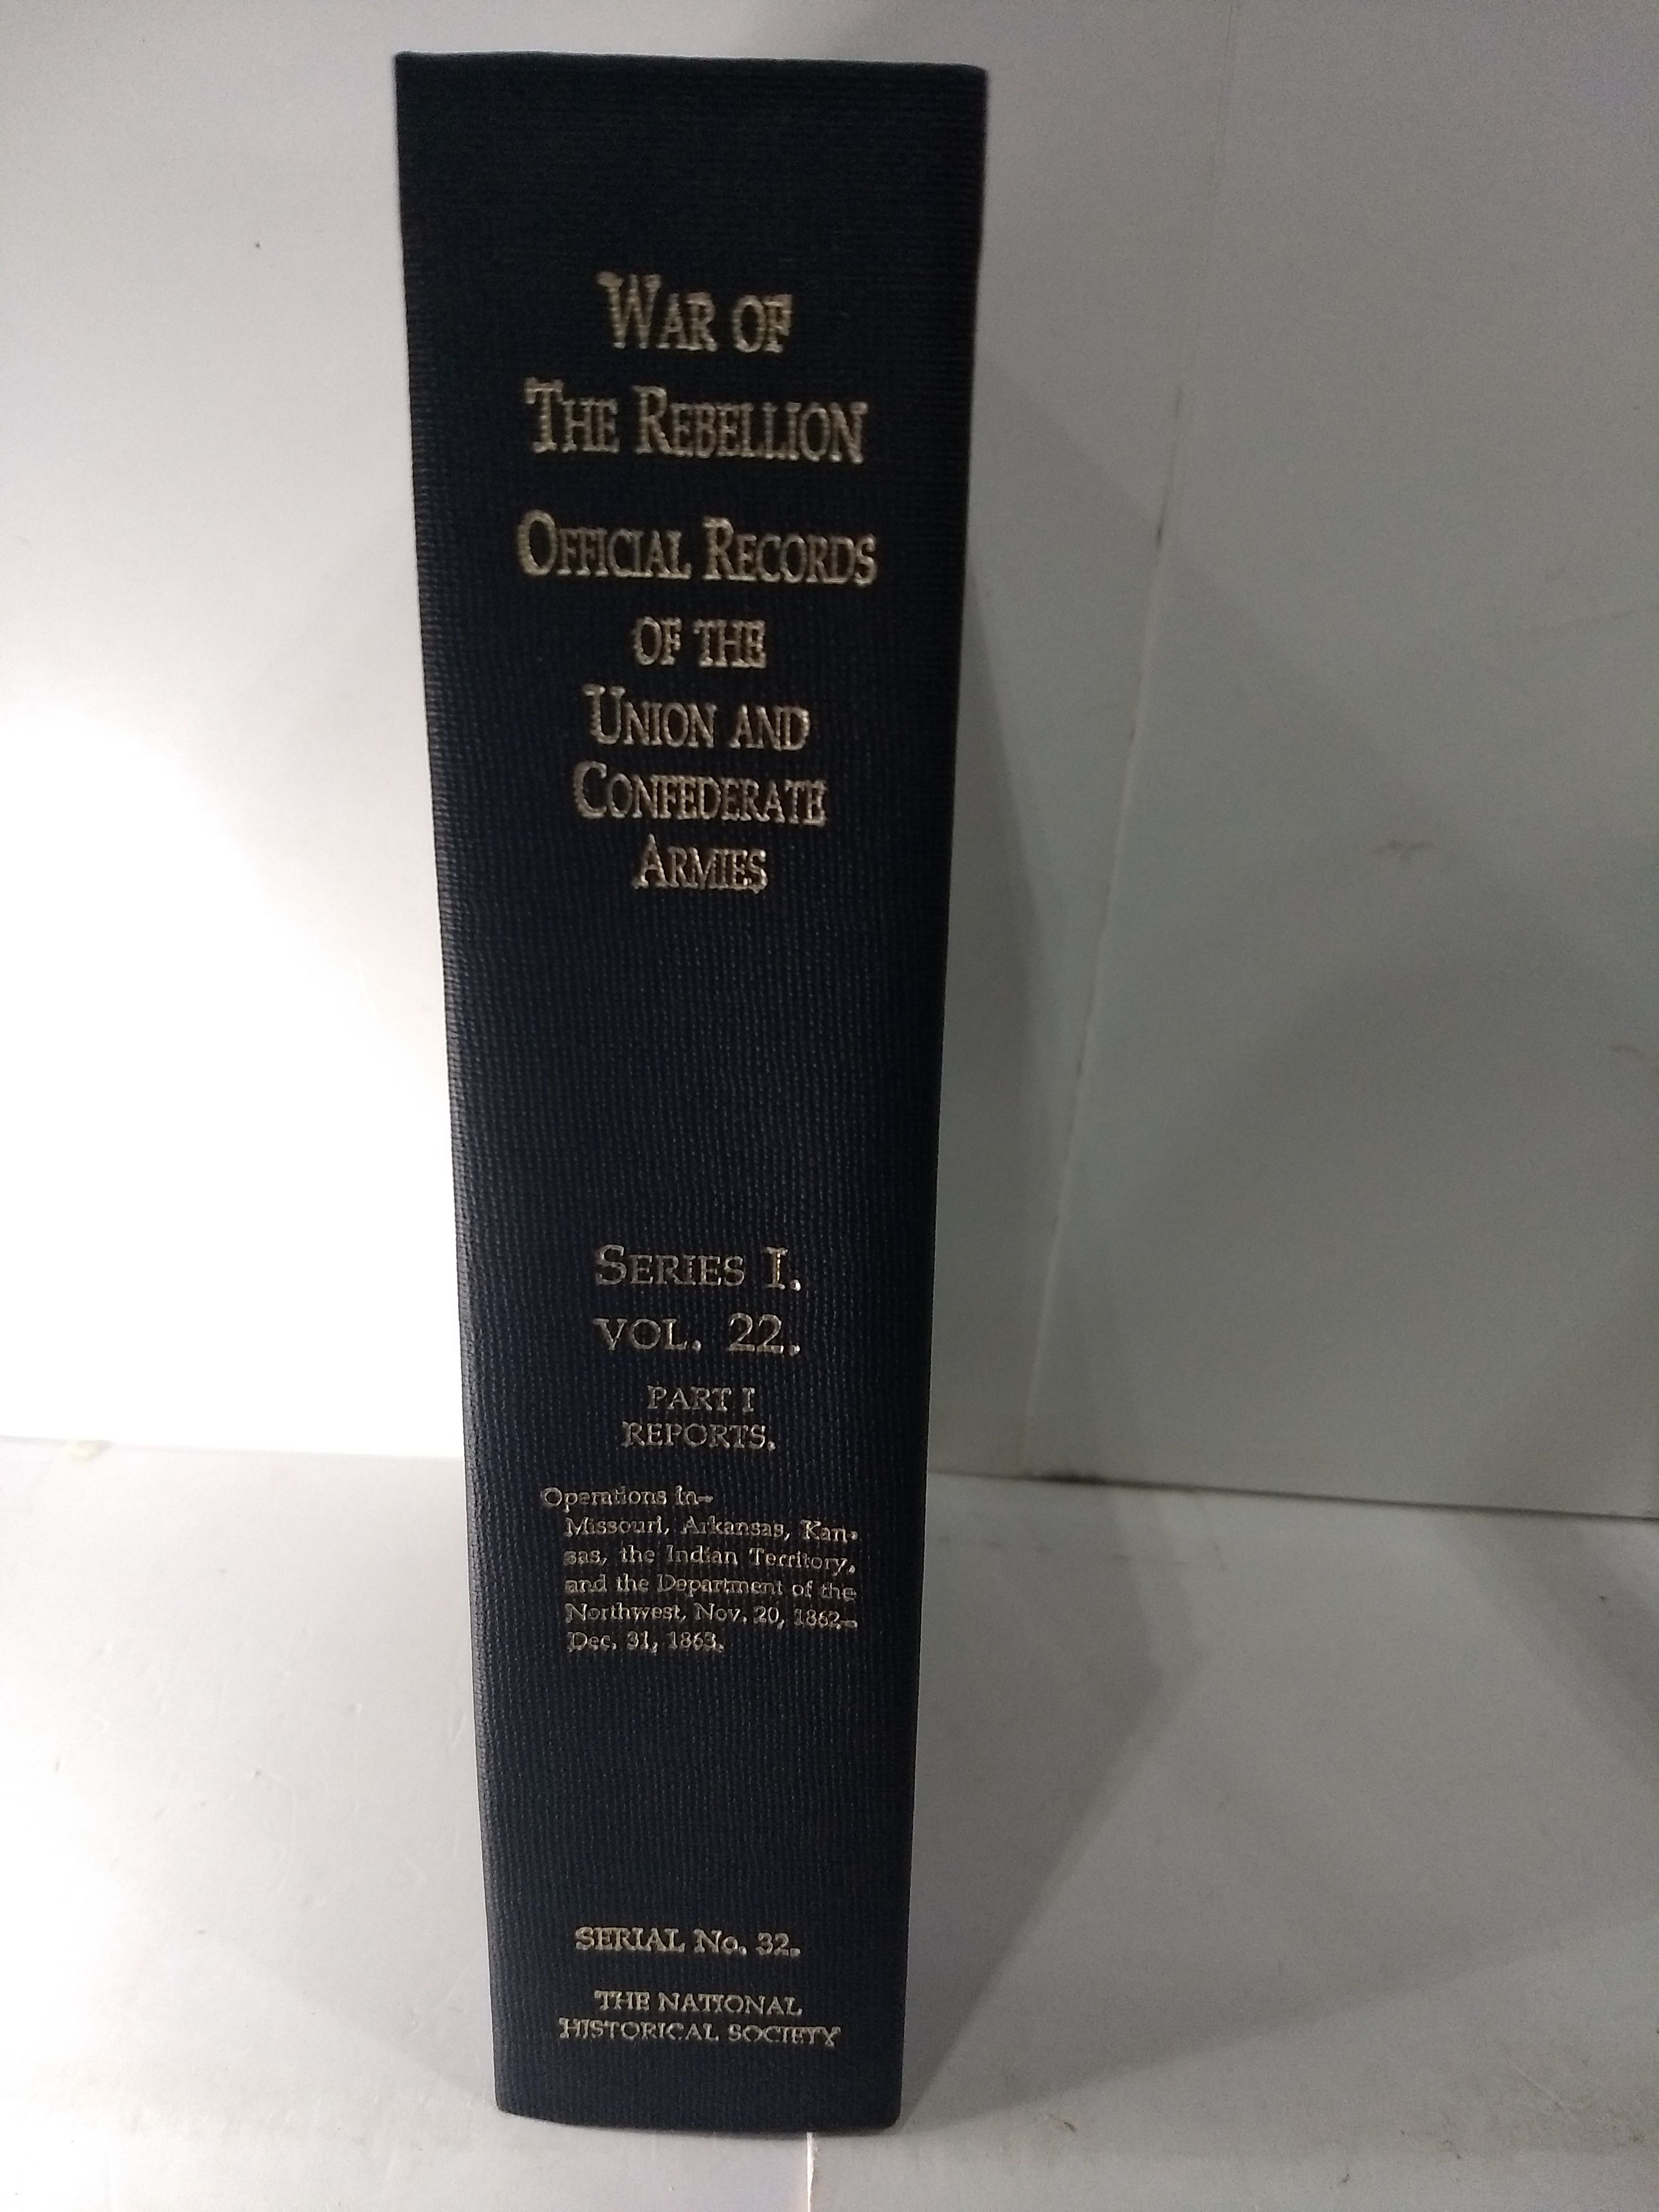 WAR OF
THE REBELLION
OFFICIAL RECORDS
OF THE
UNION AND
CONFEDERATE
ARMIES
SERIES I.
VOL. 22.
PART I
REPORTS.
Operations in—
Missouri, Arkansas, Kan-
sas, the Indian Territory,
and the Department of the
Northwest, Nov. 20, 1862—
Dec. 31, 1863.
SERIAL No. 32.
THE NATIONAL
HISTORICAL SOCIETY